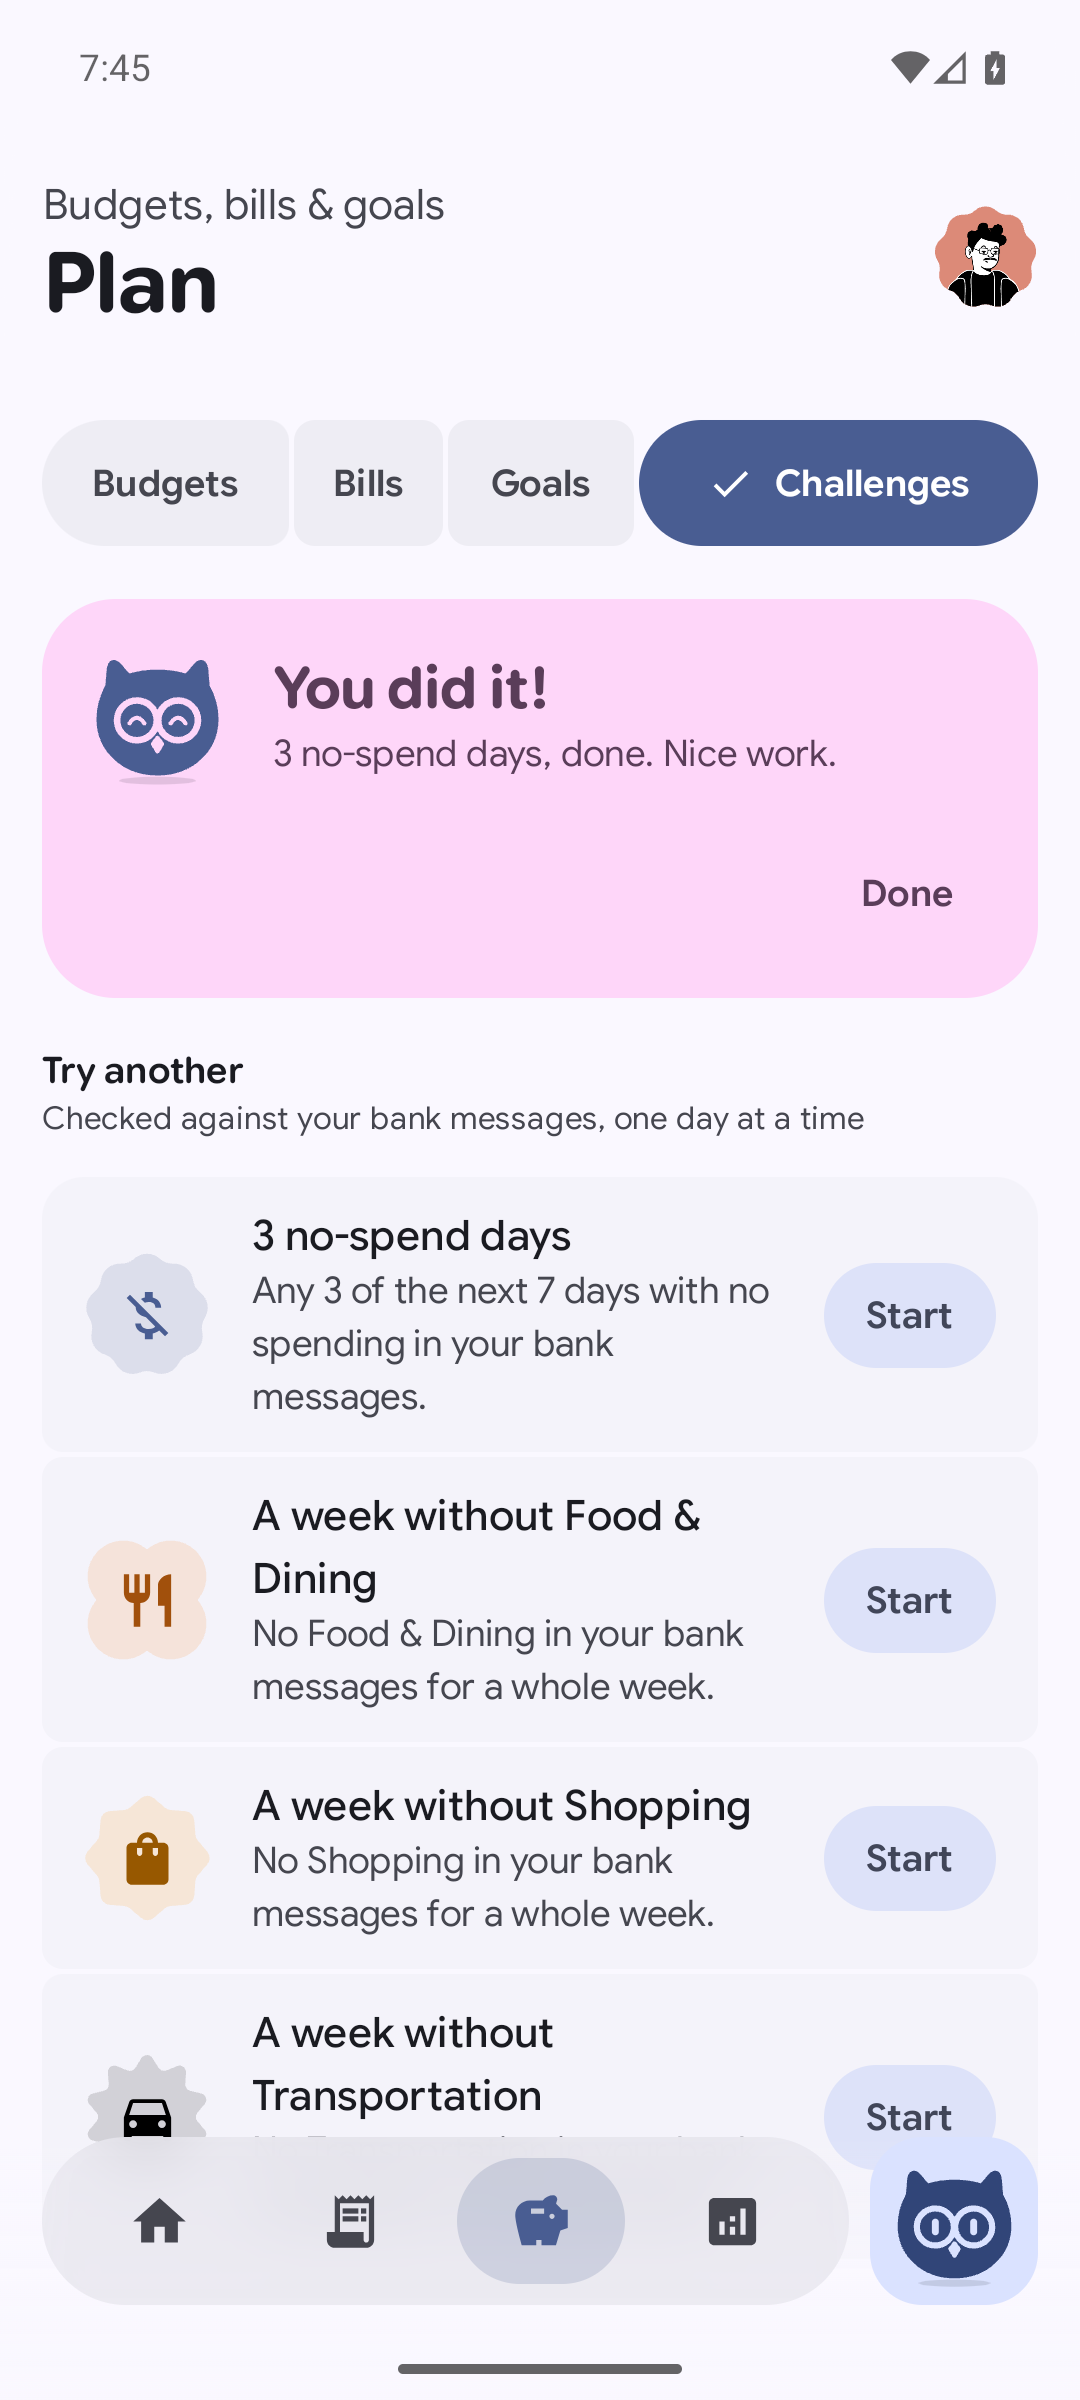 7:45
Budgets, bills & goals
Plan
Budgets
Bills
Goals
Challenges
You did it!
3 no-spend days, done. Nice work.
Done
Try another
Checked against your bank messages, one day at a time
3 no-spend days
Any 3 of the next 7 days with no
spending in your bank
messages.
Start
A week without Food &
Dining
No Food & Dining in your bank
messages for a whole week.
Start
A week without Shopping
No Shopping in your bank
messages for a whole week.
Start
A week without
Transportation
Start